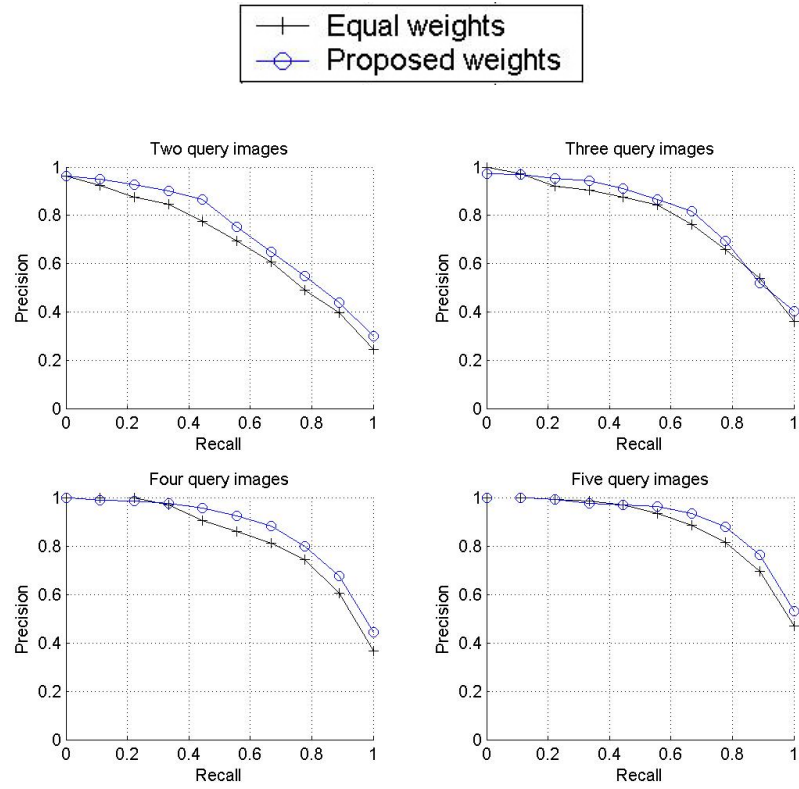 Equal weights
Proposed weights
Two query images
1
0.8
0.6
0.4
0.2
0
Precision
0 0.2 0.4 0.6 0.8 1
Recall
Three query images
1
0.8
0.6
0.4
0.2
0
Precision
0 0.2 0.4 0.6 0.8 1
Recall
Four query images
1
0.8
0.6
0.4
0.2
0
Precision
0 0.2 0.4 0.6 0.8 1
Recall
Five query images
1
0.8
0.6
0.4
0.2
0
Precision
0 0.2 0.4 0.6 0.8 1
Recall